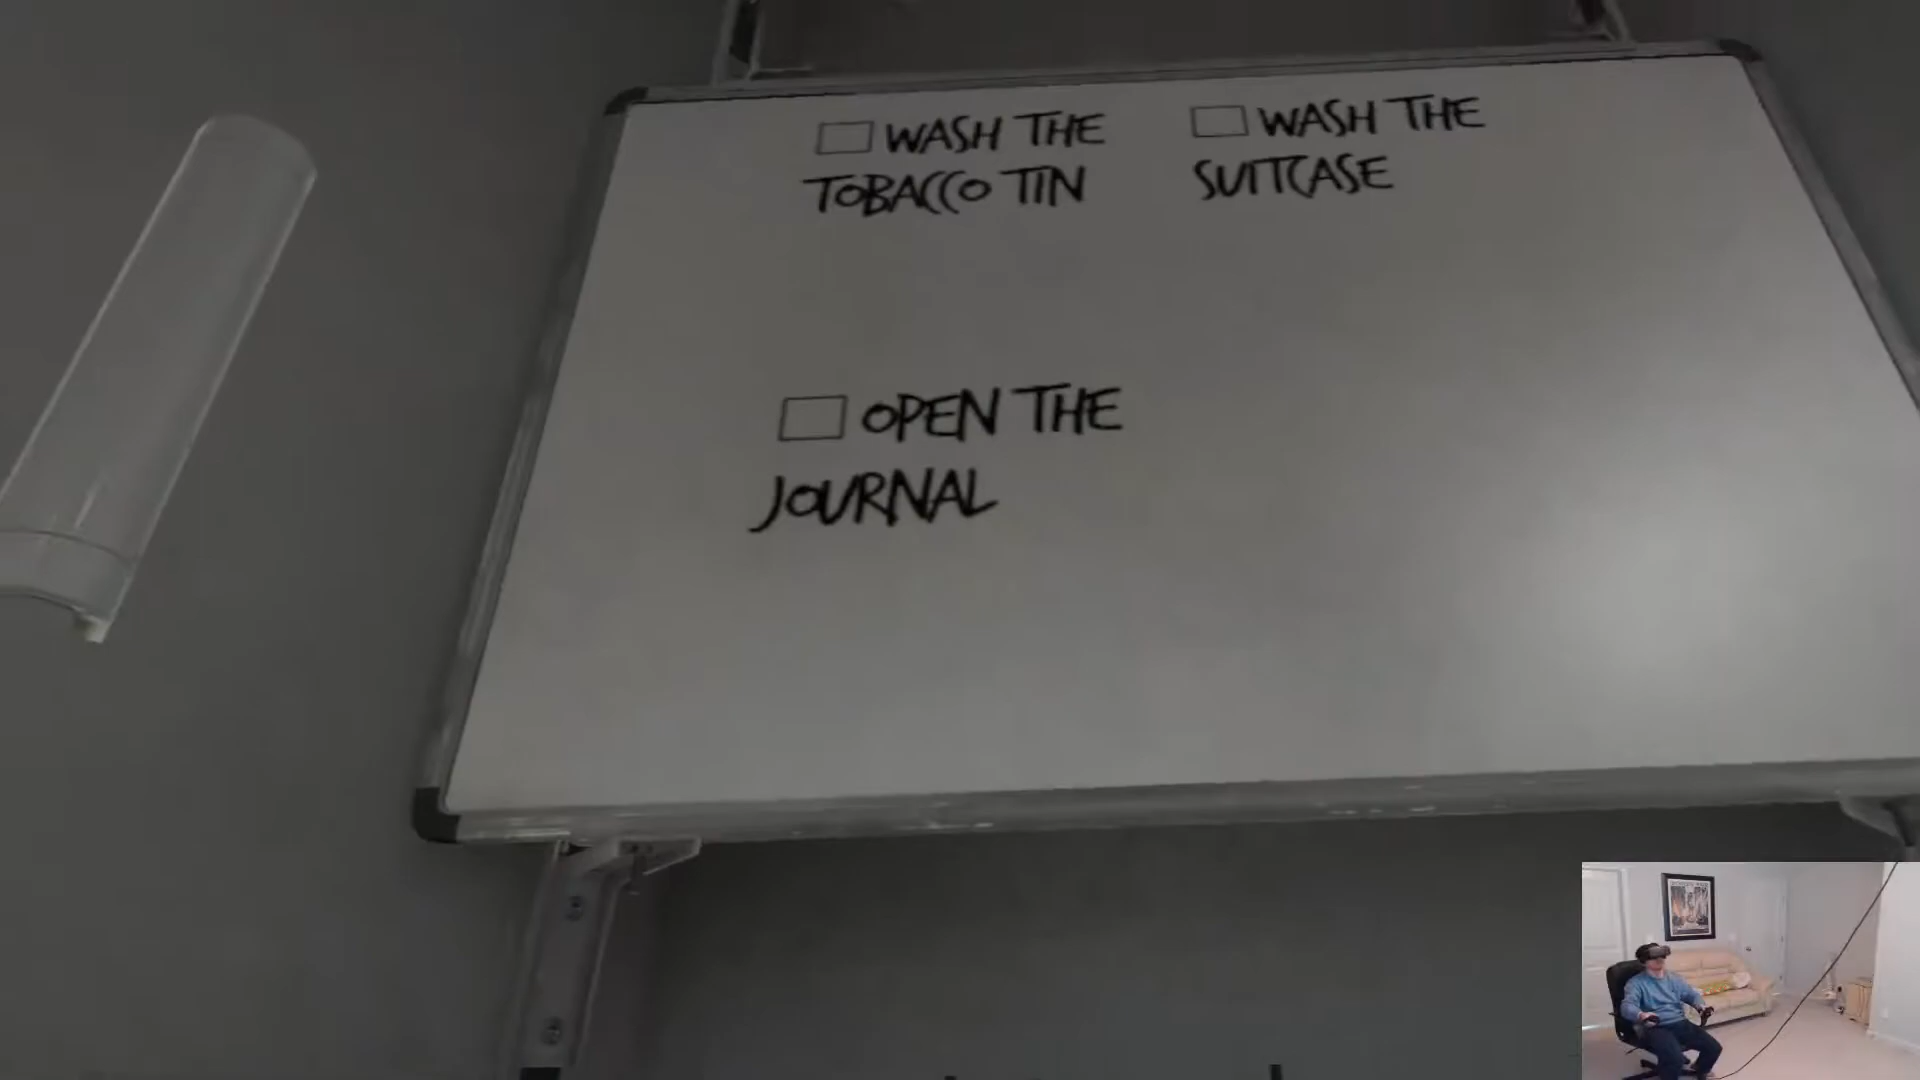 WASH THE
TOBACCO TIN
WASH THE
SUITCASE
OPEN THE
JOURNAL